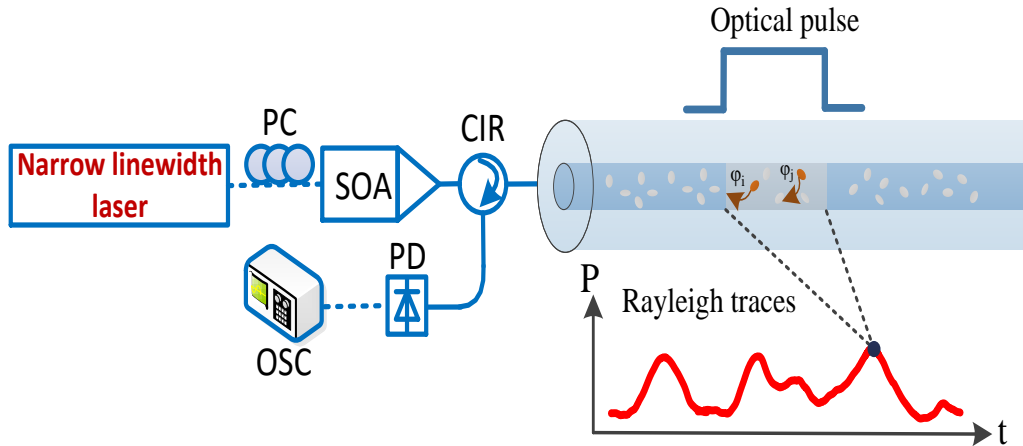 Optical pulse
PC
CIR
Narrow linewidth
laser
SOA
φi
φj
PD
OSC
P
Rayleigh traces
t